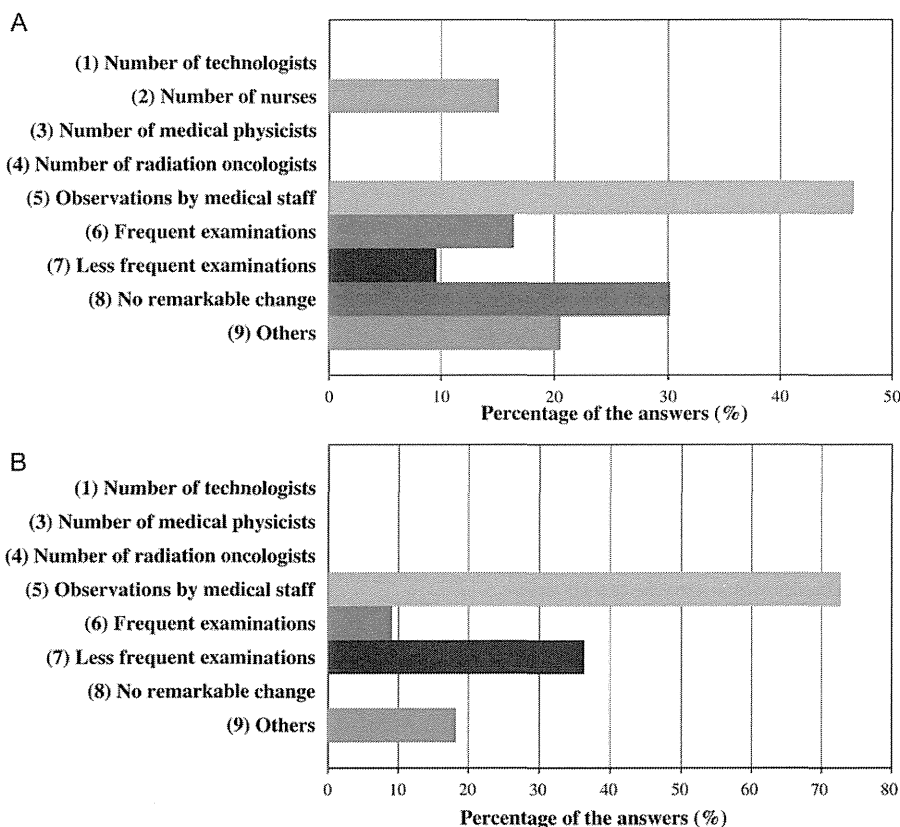 A
(1) Number of technologists
(2) Number of nurses
(3) Number of medical physicists
(4) Number of radiation oncologists
(5) Observations by medical staff
(6) Frequent examinations
(7) Less frequent examinations
(8) No remarkable change
(9) Others
0 10 20 30 40 50
Percentage of the answers (%)
B
(1) Number of technologists
(3) Number of medical physicists
(4) Number of radiation oncologists
(5) Observations by medical staff
(6) Frequent examinations
(7) Less frequent examinations
(8) No remarkable change
(9) Others
0 10 20 30 40 50 60 70 80
Percentage of the answers (%)